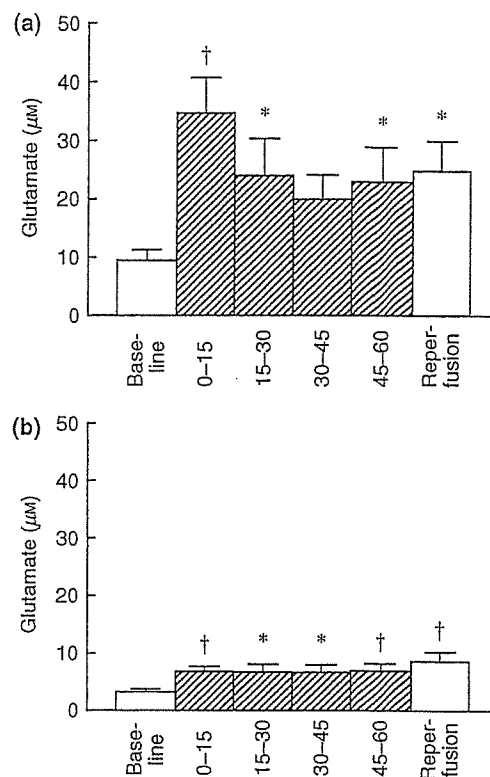 (a)
50
40
30
20
10
0
Glutamate (μM)
†
*
*
*
Base-
line
0–15
15–30
30–45
45–60
Reper-
fusion
(b)
50
40
30
20
10
0
Glutamate (μM)
†
*
*
†
†
Base-
line
0–15
15–30
30–45
45–60
Reper-
fusion